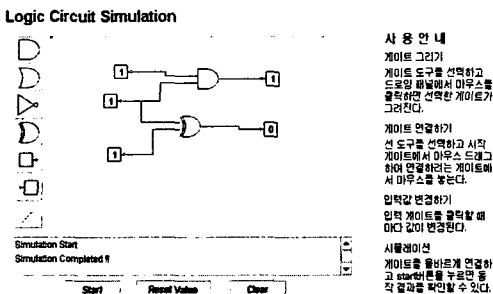 Logic Circuit Simulation
1
1
1
1
0
1
Simulation Start
Simulation Completed !!
Start
Reset Value
Clear
사 용 안 내
게이트 그리기
게이트 도구를 선택하고
드로잉 패널에서 마우스를
클릭하면 선택한 게이트가
그려진다.
게이트 연결하기
선 도구를 선택하고 시작
게이트에서 마우스 드래그
하여 연결하려는 게이트에
서 마우스를 놓는다.
입력값 변경하기
입력 게이트를 클릭할 때
마다 값이 변경된다.
시뮬레이션
게이트를 올바르게 연결하
고 start버튼을 누르면 동
작 결과를 확인할 수 있다.